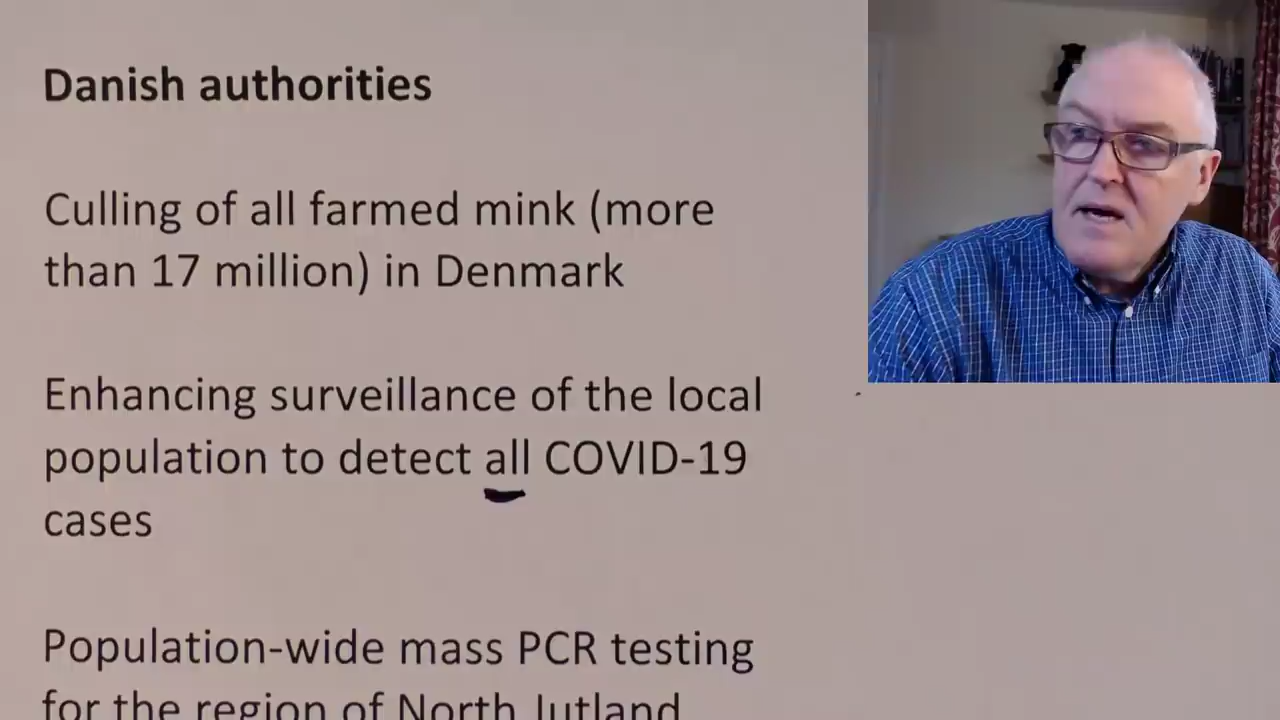 Danish authorities
Culling of all farmed mink (more
than 17 million) in Denmark
Enhancing surveillance of the local
population to detect all COVID-19
cases
Population-wide mass PCR testing
for the region of North Jutland